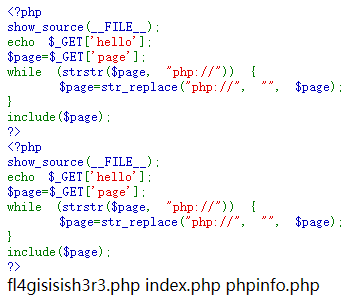 <?php
show_source(__FILE__);
echo $_GET['hello'];
$page=$_GET['page'];
while (strstr($page, "php://")) {
$page=str_replace("php://", "", $page);
}
include($page);
?>
<?php
show_source(__FILE__);
echo $_GET['hello'];
$page=$_GET['page'];
while (strstr($page, "php://")) {
$page=str_replace("php://", "", $page);
}
include($page);
?>
fl4gisisish3r3.php index.php phpinfo.php